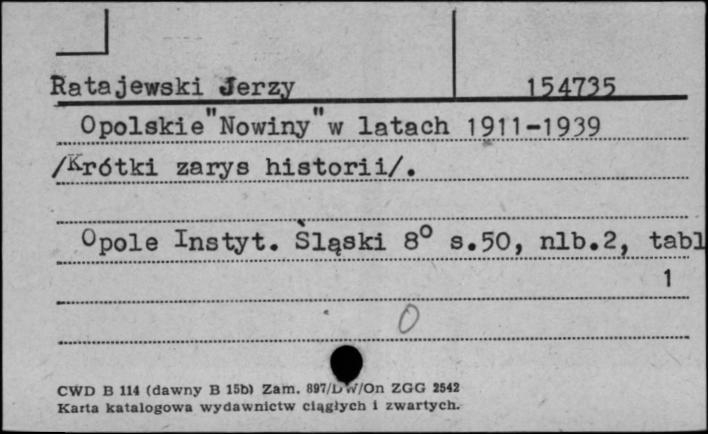 Ratajewski Jerzy 154735
Opolskie "Nowiny" w latach 1911-1939
/Krótki zarys historii/.
Opole Instyt. Śląski 8° s.50, nlb.2, tabl
1
0
CWD B 114 (dawny B 15b) Zam. 897/DW/On ZGG 2542
Karta katalogowa wydawnictw ciągłych i zwartych.